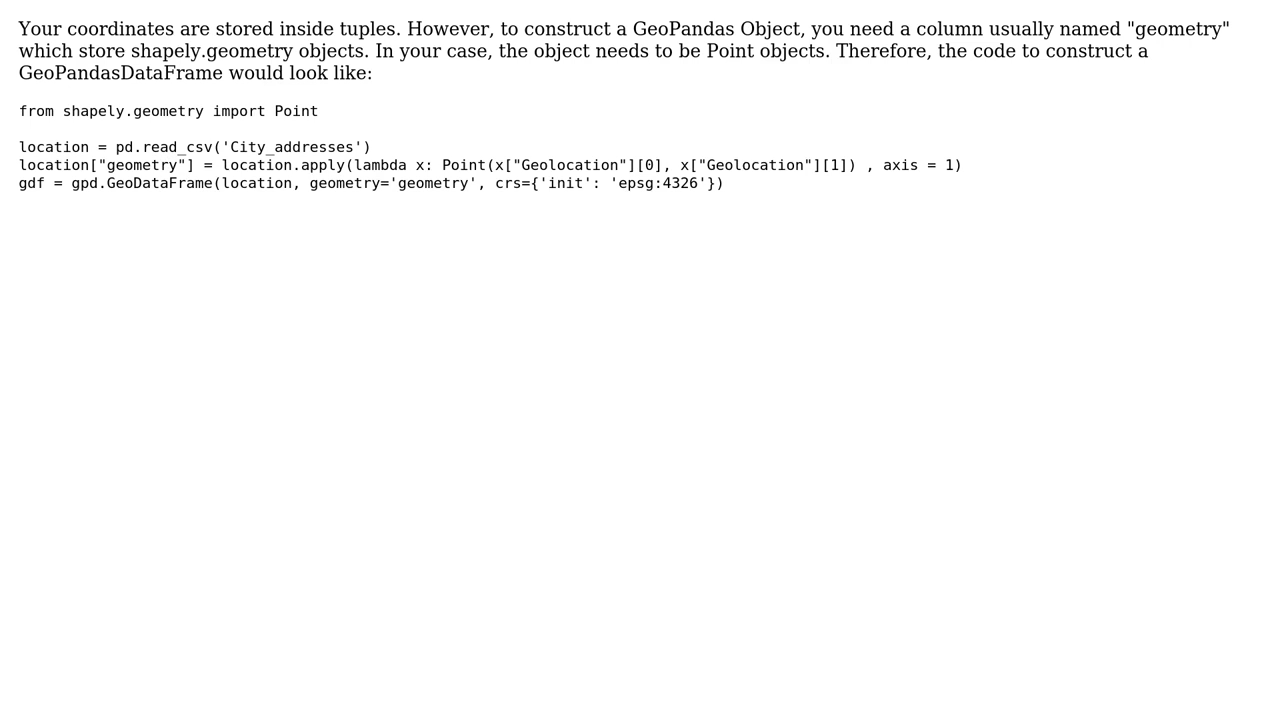 Your coordinates are stored inside tuples. However, to construct a GeoPandas Object, you need a column usually named "geometry"
which store shapely.geometry objects. In your case, the object needs to be Point objects. Therefore, the code to construct a
GeoPandasDataFrame would look like:
from shapely.geometry import Point
location = pd.read_csv('City_addresses')
location["geometry"] = location.apply(lambda x: Point(x["Geolocation"][0], x["Geolocation"][1]) , axis = 1)
gdf = gpd.GeoDataFrame(location, geometry='geometry', crs={'init': 'epsg:4326'})